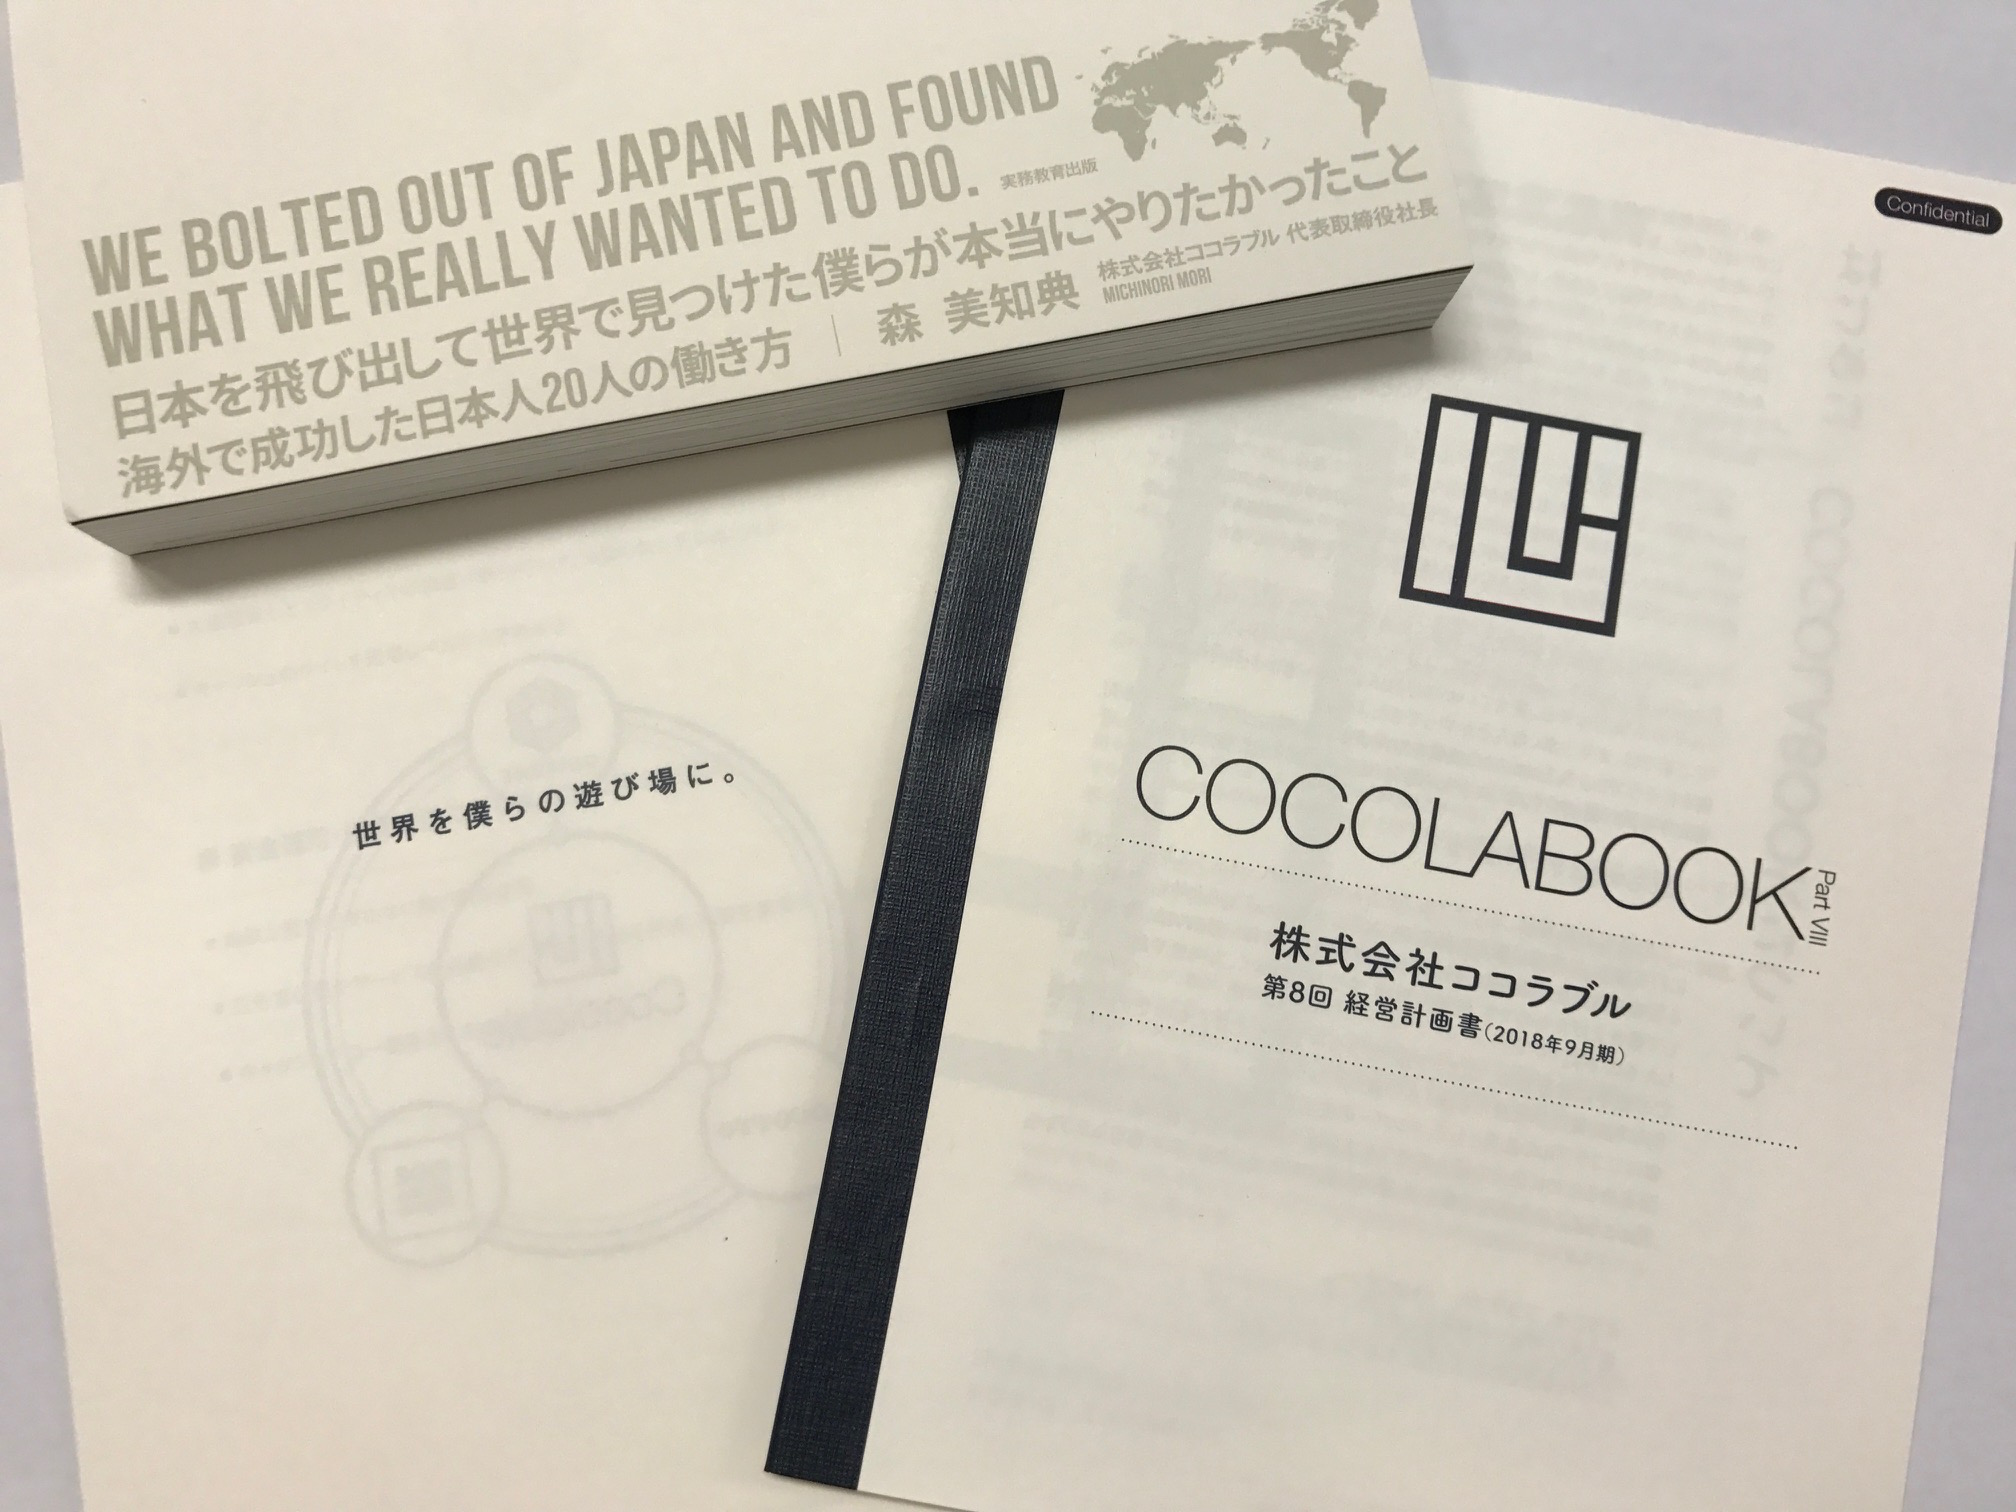 WE BOLTED OUT OF JAPAN AND FOUND
WHAT WE REALLY WANTED TO DO.
実務教育出版
日本を飛び出して世界で見つけた僕らが本当にやりたかったこと
海外で成功した日本人20人の働き方
森 美知典
株式会社ココラブル 代表取締役社長
MICHINORI MORI
世界を僕らの遊び場に。
Confidential
COCOLABOOK
Part VIII
株式会社ココラブル
第8回 経営計画書(2018年9月期)